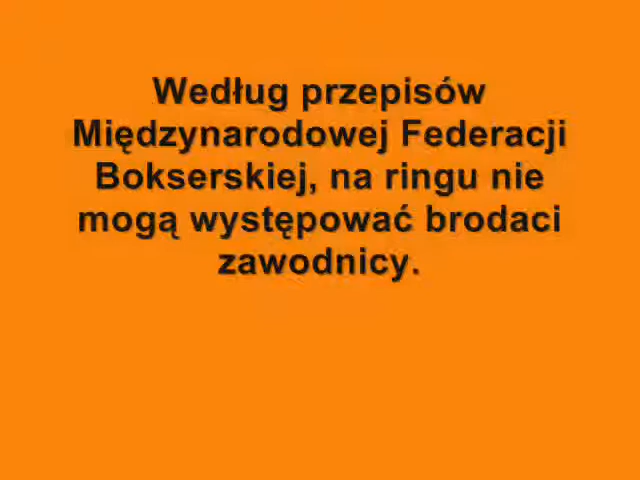 Według przepisów
Międzynarodowej Federacji
Bokserskiej, na ringu nie
mogą występować brodaci
zawodnicy.